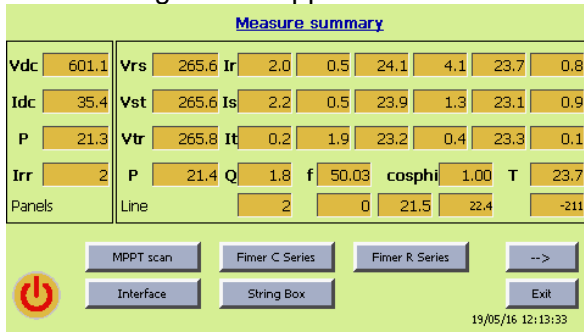 Measure summary
Vdc 601.1 Vrs 265.6 Ir 2.0 0.5 24.1 4.1 23.7 0.8
Idc 35.4 Vst 265.6 Is 2.2 0.5 23.9 1.3 23.1 0.9
P 21.3 Vtr 265.8 It 0.2 1.9 23.2 0.4 23.3 0.1
Irr 2 P 21.4 Q 1.8 f 50.03 cosphi 1.00 T 23.7
Panels Line 2 0 21.5 22.4 -211
MPPT scan Fimer C Series Fimer R Series -->
Interface String Box Exit
19/05/16 12:13:33